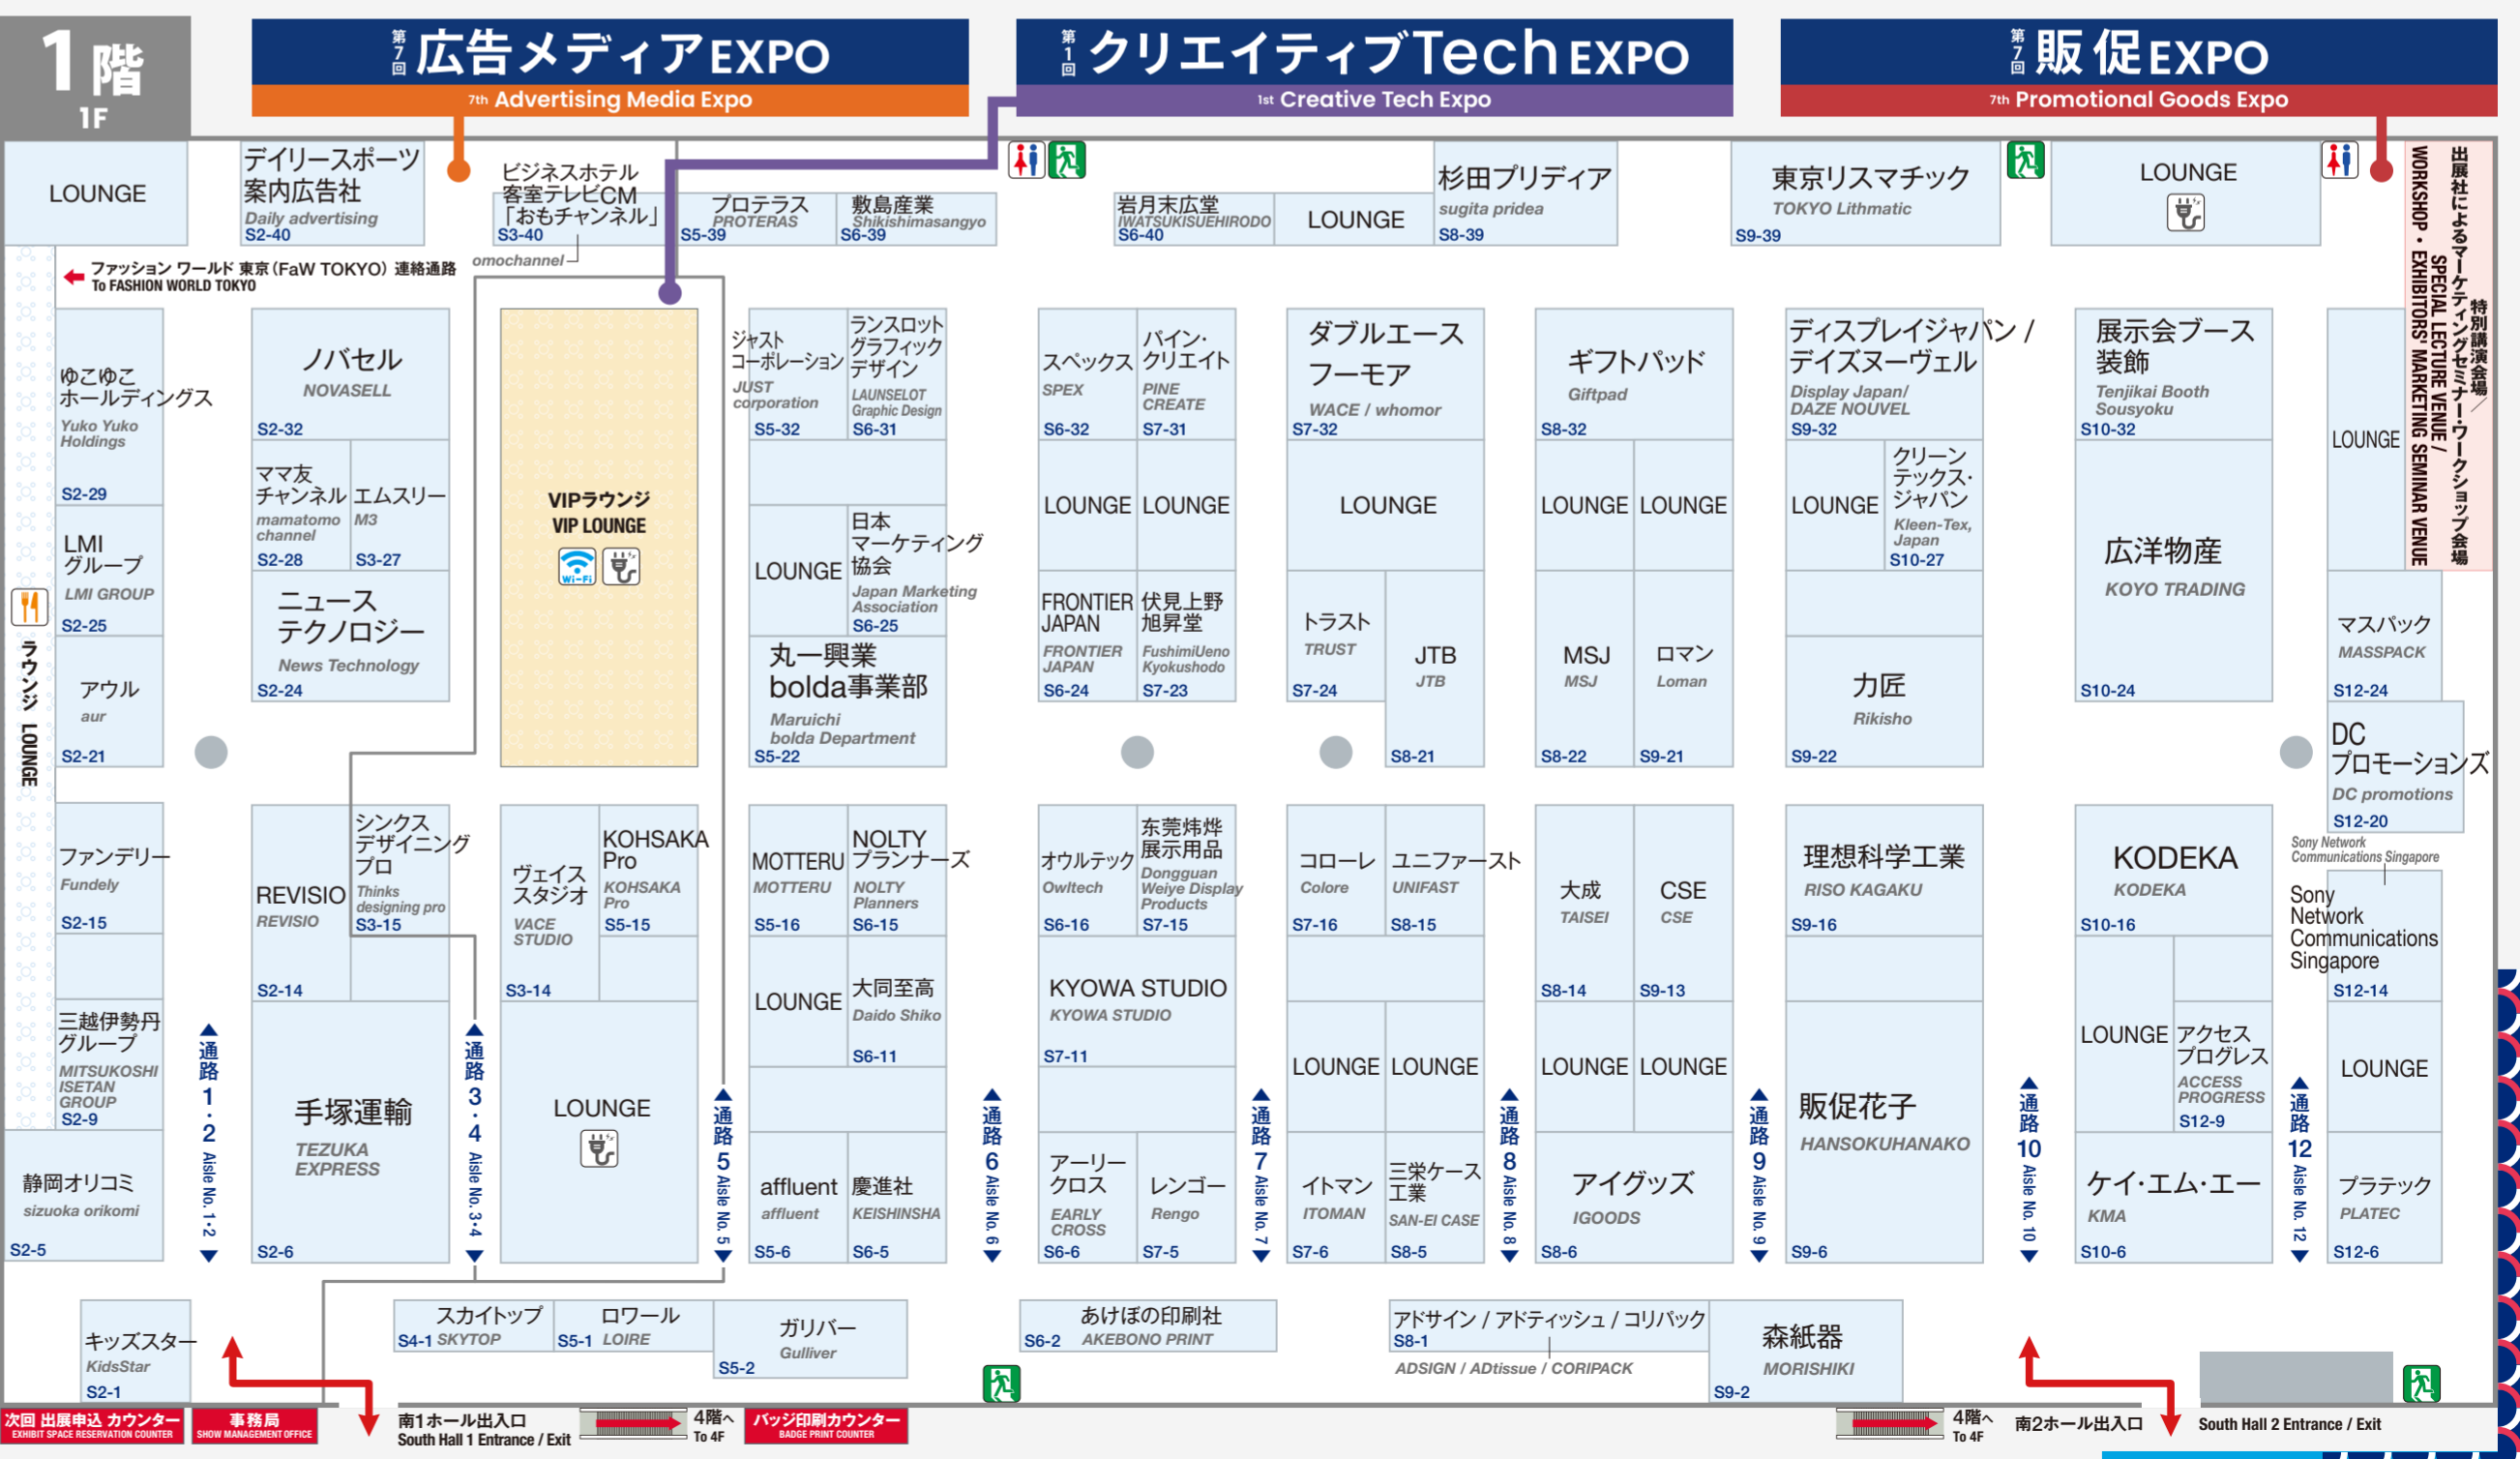 1階
1F
第7回 広告メディアEXPO
7th Advertising Media Expo
第1回 クリエイティブTech EXPO
1st Creative Tech Expo
第7回 販促EXPO
7th Promotional Goods Expo
LOUNGE
デイリースポーツ
案内広告社
Daily advertising
S2-40
ビジネスホテル
客室テレビCM
「おもチャンネル」
S3-40
omochannel
プロテラス
PROTERAS
S5-39
敷島産業
Shikishimasangyo
S6-39
岩月末広堂
IWATSUKISUEHIRODO
S6-40
LOUNGE
杉田プリディア
sugita pridea
S8-39
東京リスマチック
TOKYO Lithmatic
S9-39
LOUNGE
特別講演会場／
出展社によるマーケティングセミナー・ワークショップ会場
SPECIAL LECTURE VENUE /
WORKSHOP・EXHIBITORS' MARKETING SEMINAR VENUE
ファッション ワールド 東京（FaW TOKYO） 連絡通路
To FASHION WORLD TOKYO
ラウンジ LOUNGE
ゆこゆこ
ホールディングス
Yuko Yuko
Holdings
S2-29
LMI
グループ
LMI GROUP
S2-25
アウル
aur
S2-21
ファンデリー
Fundely
S2-15
三越伊勢丹
グループ
MITSUKOSHI
ISETAN
GROUP
S2-9
静岡オリコミ
sizuoka orikomi
S2-5
キッズスター
KidsStar
S2-1
通路 1・2 Aisle No. 1・2
ノバセル
NOVASELL
S2-32
ママ友
チャンネル
mamatomo
channel
S2-28
エムスリー
M3
S3-27
ニュース
テクノロジー
News Technology
S2-24
REVISIO
REVISIO
S2-14
シンクス
デザイニング
プロ
Thinks
designing pro
S3-15
手塚運輸
TEZUKA
EXPRESS
S2-6
通路 3・4 Aisle No. 3・4
VIPラウンジ
VIP LOUNGE
Wi-Fi
ヴェイス
スタジオ
VACE
STUDIO
S3-14
KOHSAKA
Pro
KOHSAKA
Pro
S5-15
LOUNGE
スカイトップ
S4-1 SKYTOP
ロワール
S5-1 LOIRE
ガリバー
Gulliver
S5-2
通路 5 Aisle No. 5
ジャスト
コーポレーション
JUST
corporation
S5-32
ランスロット
グラフィック
デザイン
LAUNSELOT
Graphic Design
S6-31
LOUNGE
日本
マーケティング
協会
Japan Marketing
Association
S6-25
丸一興業
bolda事業部
Maruichi
bolda Department
S5-22
MOTTERU
MOTTERU
S5-16
NOLTY
プランナーズ
NOLTY
Planners
S6-15
LOUNGE
大同至高
Daido Shiko
S6-11
affluent
affluent
S5-6
慶進社
KEISHINSHA
S6-5
通路 6 Aisle No. 6
スペックス
SPEX
S6-32
パイン・
クリエイト
PINE
CREATE
S7-31
LOUNGE
LOUNGE
FRONTIER
JAPAN
FRONTIER
JAPAN
S6-24
伏見上野
旭昇堂
FushimiUeno
Kyokushodo
S7-23
オウルテック
Owltech
S6-16
东莞炜烨
展示用品
Dongguan
Weiye Display
Products
S7-15
KYOWA STUDIO
KYOWA STUDIO
S7-11
アーリー
クロス
EARLY
CROSS
S6-6
レンゴー
Rengo
S7-5
あけぼの印刷社
S6-2 AKEBONO PRINT
通路 7 Aisle No. 7
ダブルエース
フーモア
WACE / whomor
S7-32
LOUNGE
トラスト
TRUST
S7-24
JTB
JTB
S8-21
コローレ
Colore
S7-16
ユニファースト
UNIFAST
S8-15
LOUNGE
LOUNGE
イトマン
ITOMAN
S7-6
三栄ケース
工業
SAN-EI CASE
S8-5
通路 8 Aisle No. 8
ギフトパッド
Giftpad
S8-32
LOUNGE
LOUNGE
MSJ
MSJ
S8-22
ロマン
Loman
S9-21
大成
TAISEI
S8-14
CSE
CSE
S9-13
LOUNGE
LOUNGE
アイグッズ
IGOODS
S8-6
アドサイン / アドティッシュ / コリパック
S8-1
ADSIGN / ADtissue / CORIPACK
森紙器
MORISHIKI
S9-2
通路 9 Aisle No. 9
ディスプレイジャパン /
デイズヌーヴェル
Display Japan/
DAZE NOUVEL
S9-32
LOUNGE
クリーン
テックス・
ジャパン
Kleen-Tex,
Japan
S10-27
力匠
Rikisho
S9-22
理想科学工業
RISO KAGAKU
S9-16
販促花子
HANSOKUHANAKO
S9-6
通路 10 Aisle No. 10
展示会ブース
装飾
Tenjikai Booth
Sousyoku
S10-32
広洋物産
KOYO TRADING
S10-24
KODEKA
KODEKA
S10-16
LOUNGE
アクセス
プログレス
ACCESS
PROGRESS
S12-9
ケイ・エム・エー
KMA
S10-6
通路 12 Aisle No. 12
LOUNGE
マスパック
MASSPACK
S12-24
DC
プロモーションズ
DC promotions
S12-20
Sony Network
Communications Singapore
Sony
Network
Communications
Singapore
S12-14
LOUNGE
プラテック
PLATEC
S12-6
次回 出展申込 カウンター
EXHIBIT SPACE RESERVATION COUNTER
事務局
SHOW MANAGEMENT OFFICE
南1ホール出入口
South Hall 1 Entrance / Exit
4階へ
To 4F
バッジ印刷カウンター
BADGE PRINT COUNTER
4階へ
To 4F
南2ホール出入口
South Hall 2 Entrance / Exit